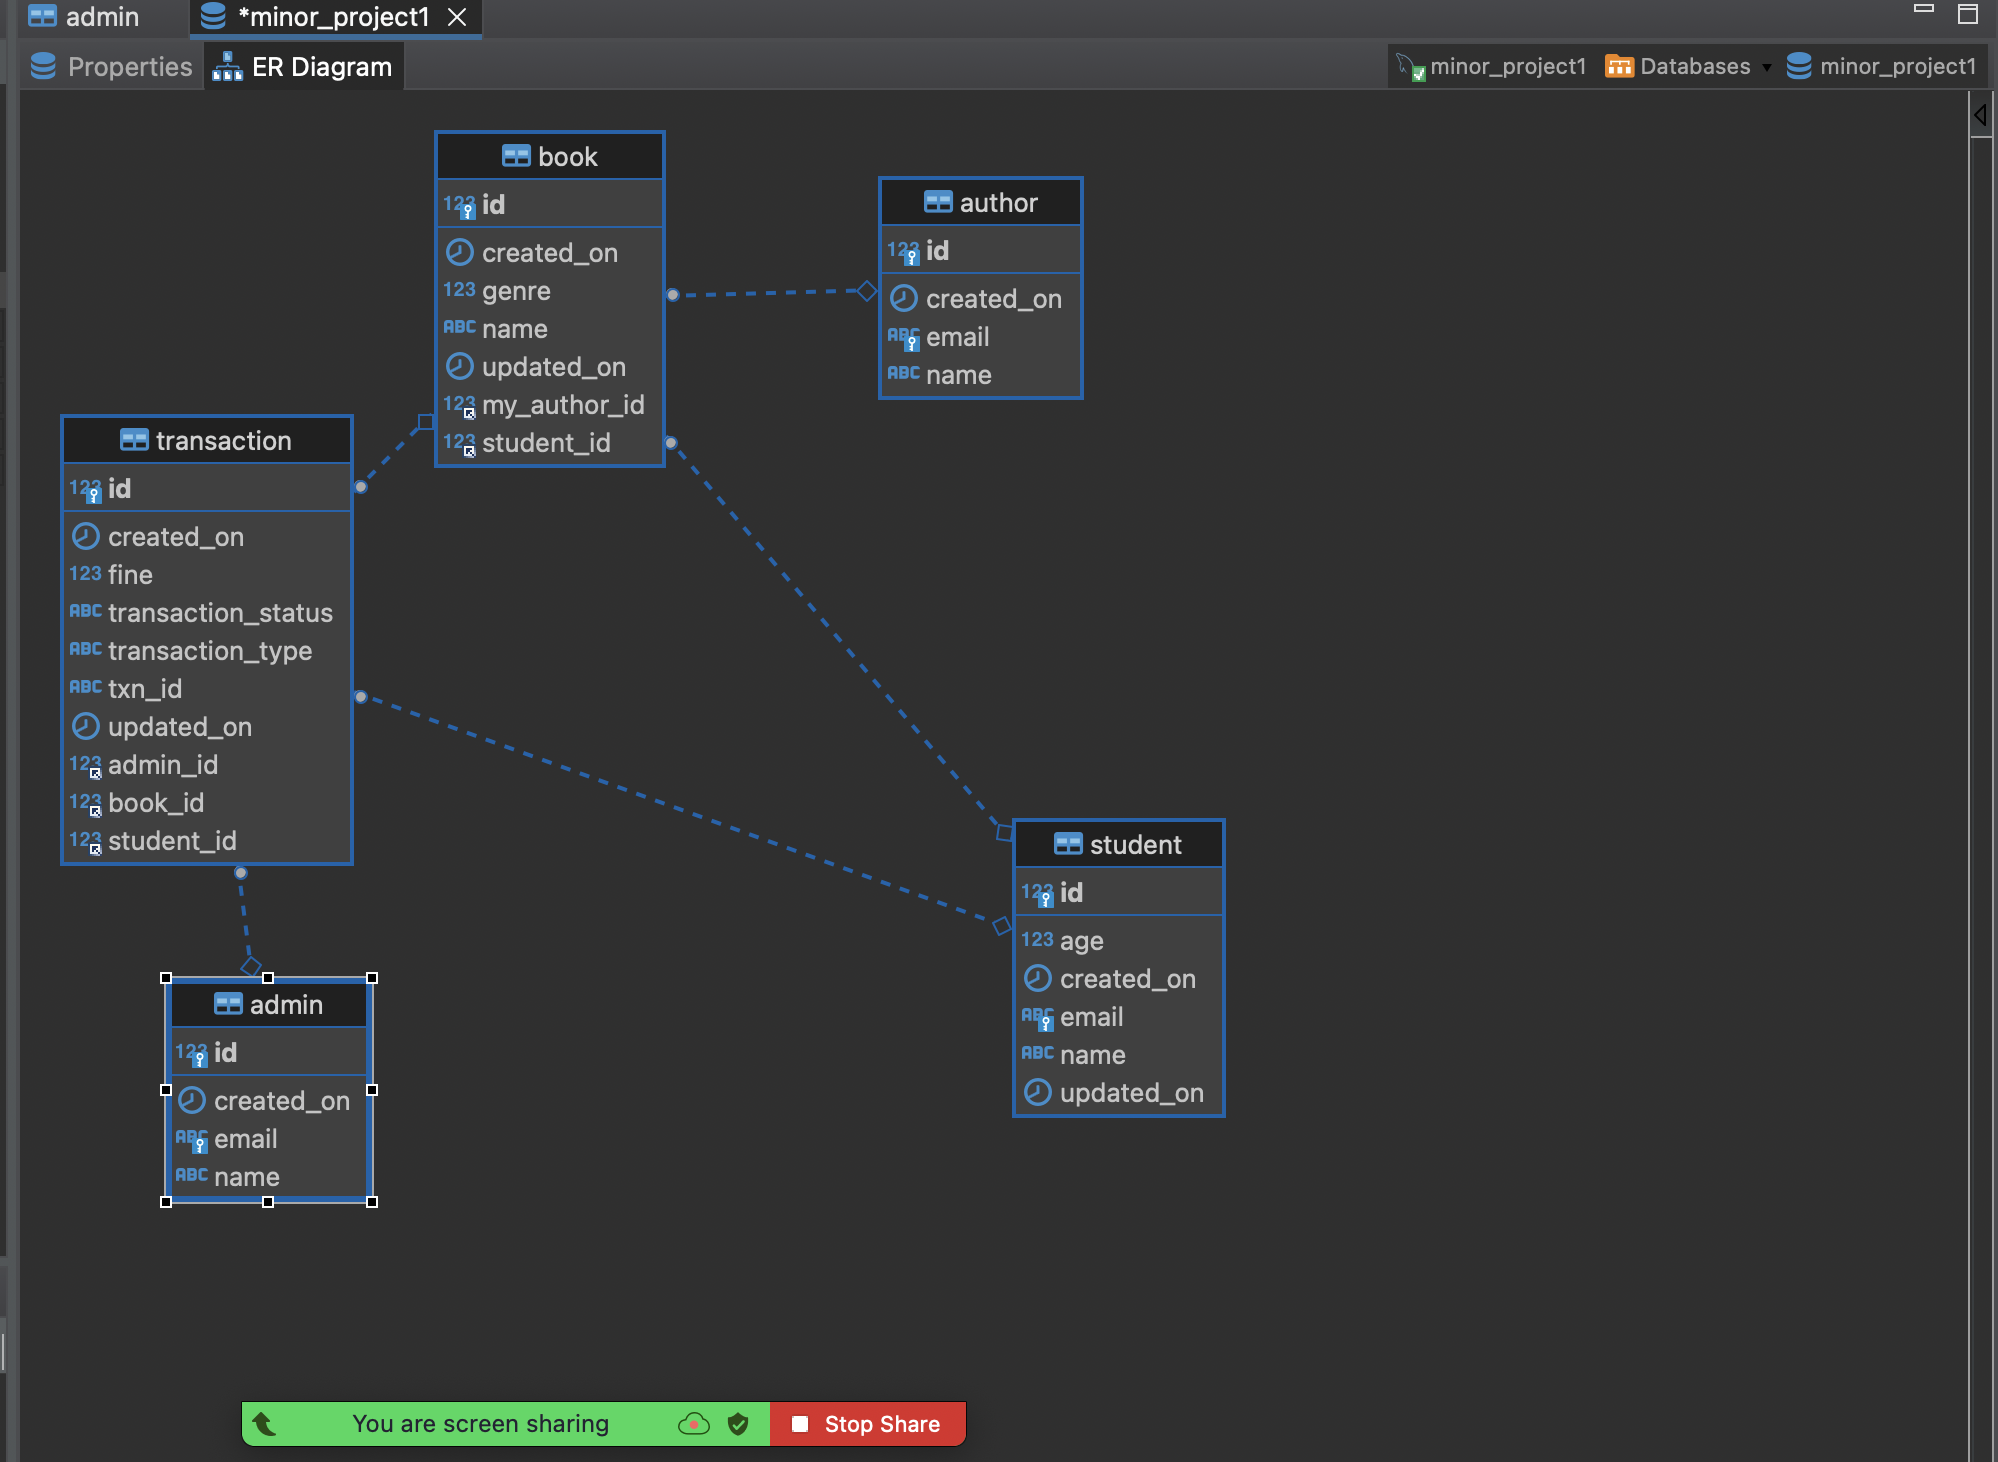 admin
*minor_project1
Properties
ER Diagram
minor_project1
Databases
minor_project1
book
123 id
created_on
123 genre
ABC name
updated_on
123 my_author_id
123 student_id
author
123 id
created_on
ABC email
ABC name
transaction
123 id
created_on
123 fine
ABC transaction_status
ABC transaction_type
ABC txn_id
updated_on
123 admin_id
123 book_id
123 student_id
student
123 id
123 age
created_on
ABC email
ABC name
updated_on
admin
123 id
created_on
ABC email
ABC name
You are screen sharing
Stop Share